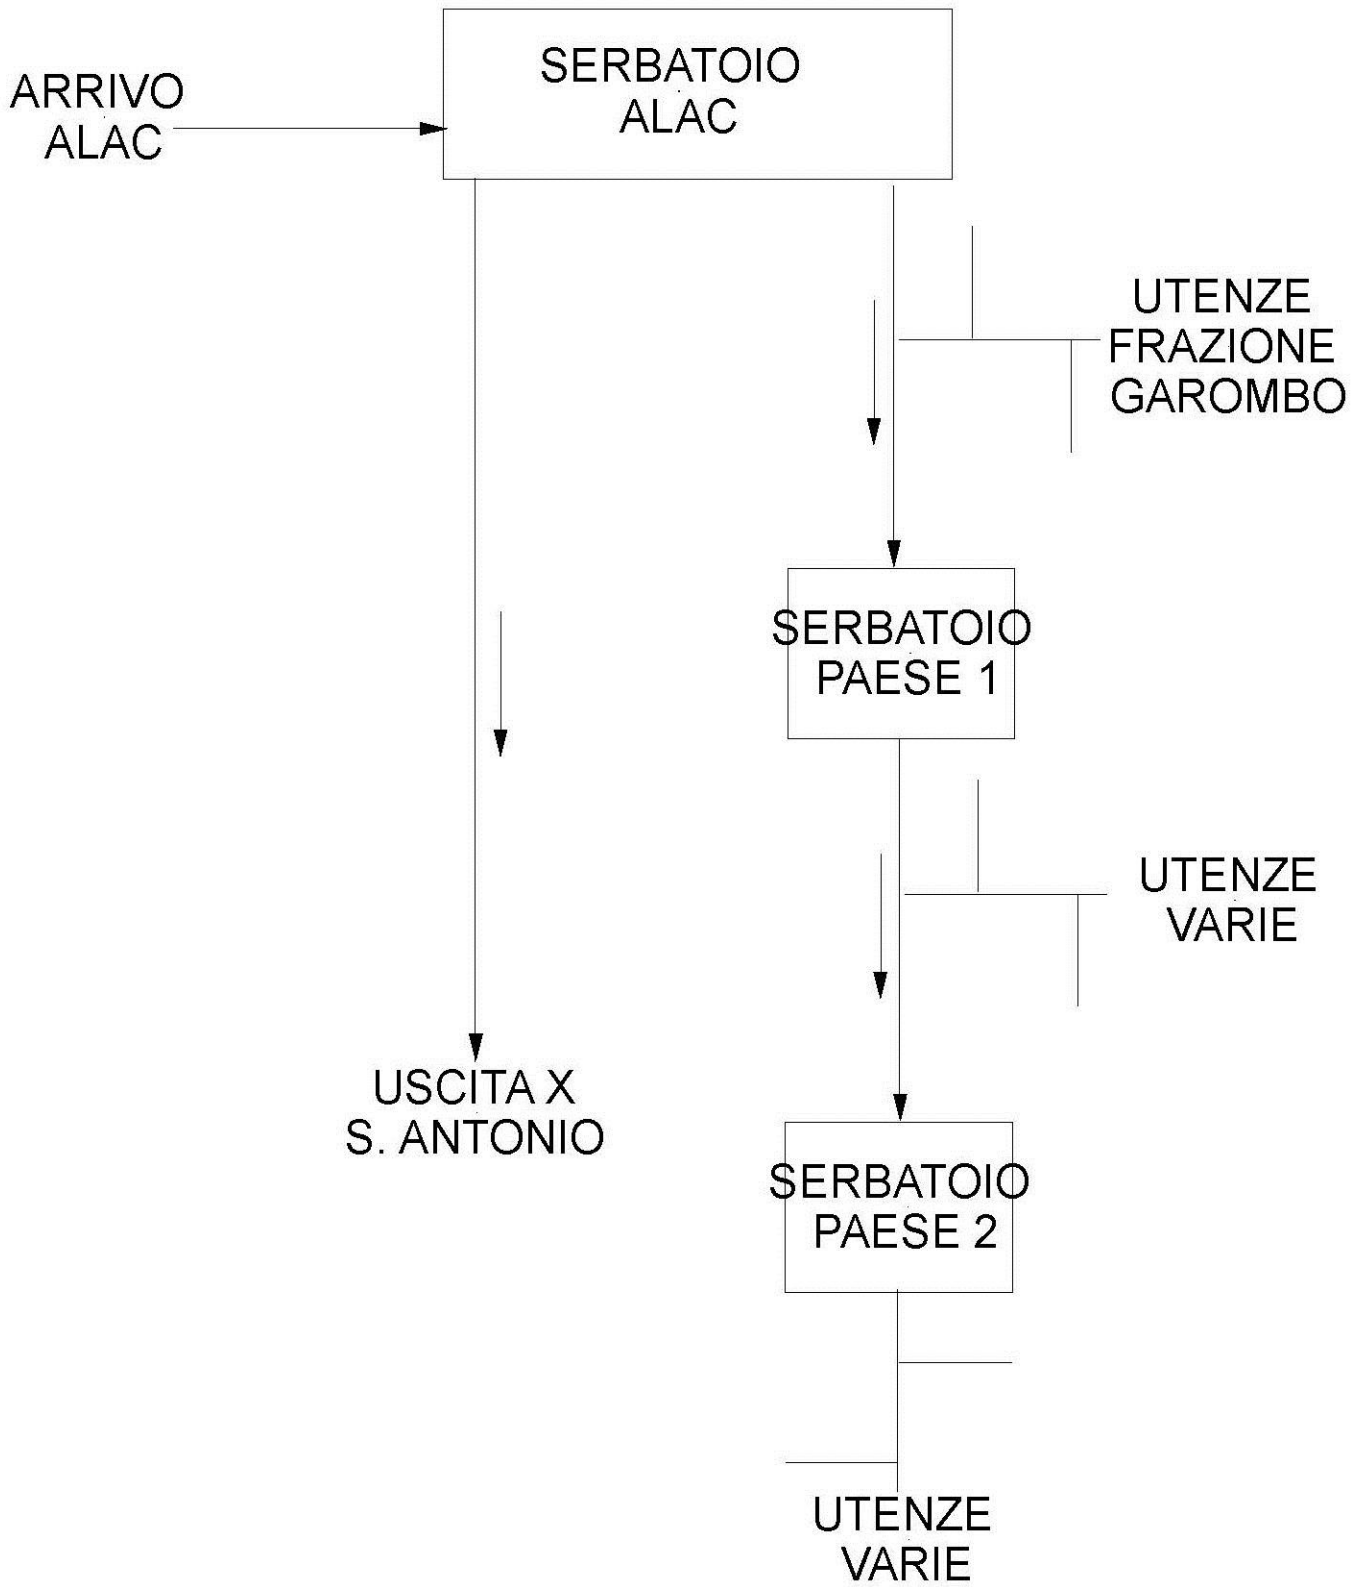 SERBATOIO
ALAC
ARRIVO
ALAC
UTENZE
FRAZIONE
GAROMBO
SERBATOIO
PAESE 1
UTENZE
VARIE
USCITA X
S. ANTONIO
SERBATOIO
PAESE 2
UTENZE
VARIE